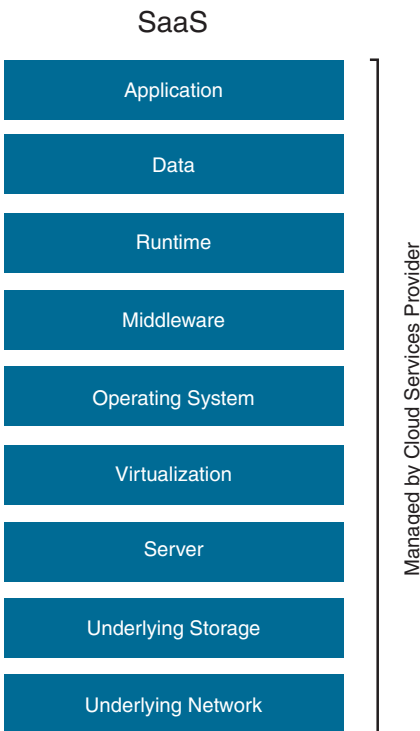 SaaS
Application
Data
Runtime
Middleware
Operating System
Virtualization
Server
Underlying Storage
Underlying Network
Managed by Cloud Services Provider